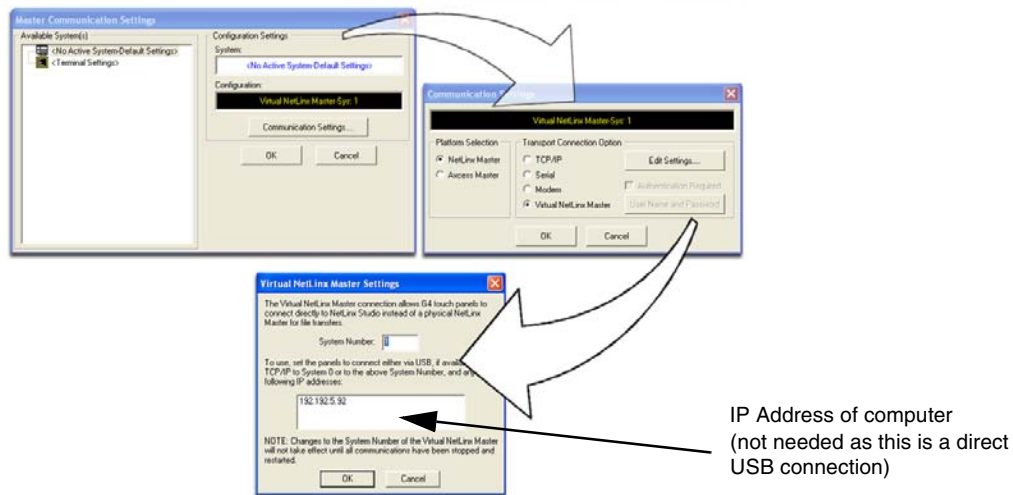 Master Communication Settings
Available System(s)
<No Active System-Default Settings>
<Terminal Settings>
Configuration Settings
System:
<No Active System-Default Settings>
Configuration:
Virtual NetLinx Master-Sys: 1
Communication Settings....
OK
Cancel
Communication
Virtual NetLinx Master-Sys: 1
Platform Selection
NetLinx Master
Axcess Master
Transport Connection Option
TCP/IP
Serial
Modem
Virtual NetLinx Master
Edit Settings....
Authentication Required
User Name and Password
OK
Cancel
Virtual NetLinx Master Settings
The Virtual NetLinx Master connection allows G4 touch panels to
connect directly to NetLinx Studio instead of a physical NetLinx
Master for file transfers.
System Number: 1
To use, set the panels to connect either via USB, if
TCP/IP to System 0 or to the above System Number, and
following IP addresses:
192.192.5.92
NOTE: Changes to the System Number of the Virtual NetLinx Master
will not take effect until all communications have been stopped and
restarted.
OK
Cancel
IP Address of computer
(not needed as this is a direct
USB connection)